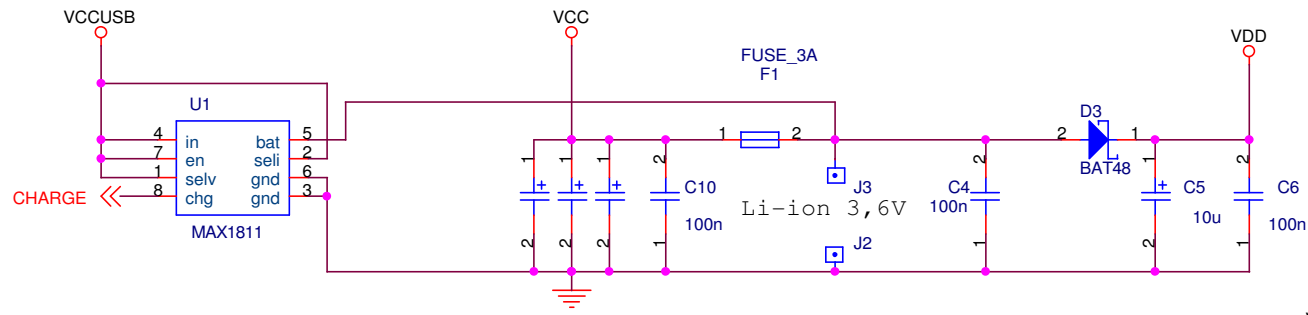 VCCUSB
VCC
VDD
FUSE_3A
F1
U1
D3
4 in bat 5
7 en seli 2
1 selv gnd 6
8 chg gnd 3
CHARGE
MAX1811
1 2
2 1
BAT48
1 1 1 2
+ + +
C10
100n
2 2 2 1
J3
Li-ion 3,6V
J2
2
C4
100n
1
1
+
C5
10u
2
2
C6
100n
1